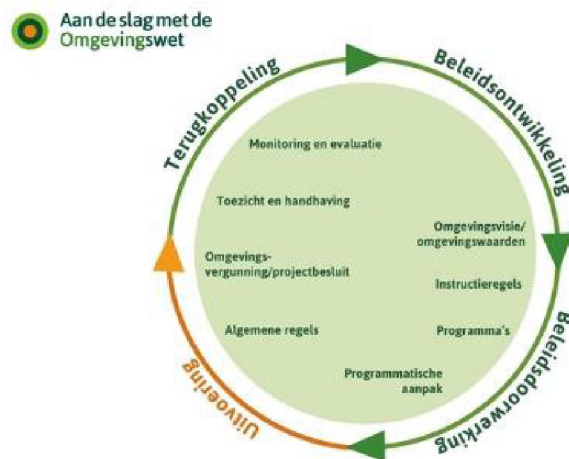 Aan de slag met de
Omgevingswet
Terugkoppeling
Beleidsontwikkeling
Monitoring en evaluatie
Toezicht en handhaving
Omgevingsvisie/
omgevingswaarden
Omgevings-
vergunning/projectbesluit
Instructieregels
Algemene regels
Programma's
Programmatische
aanpak
Uitvoering
Beleidsdoorwerking